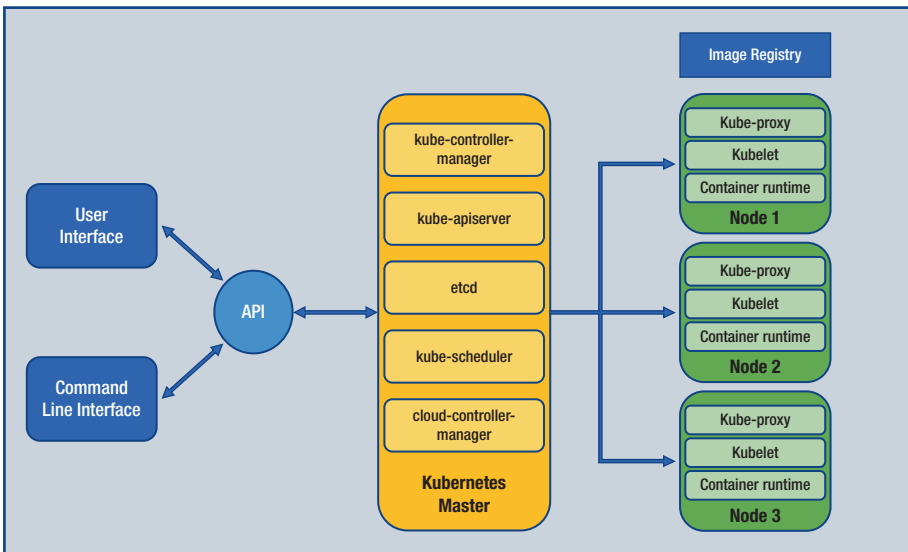 User
Interface
Command
Line Interface
API
kube-controller-
manager
kube-apiserver
etcd
kube-scheduler
cloud-controller-
manager
Kubernetes
Master
Image Registry
Kube-proxy
Kubelet
Container runtime
Node 1
Kube-proxy
Kubelet
Container runtime
Node 2
Kube-proxy
Kubelet
Container runtime
Node 3